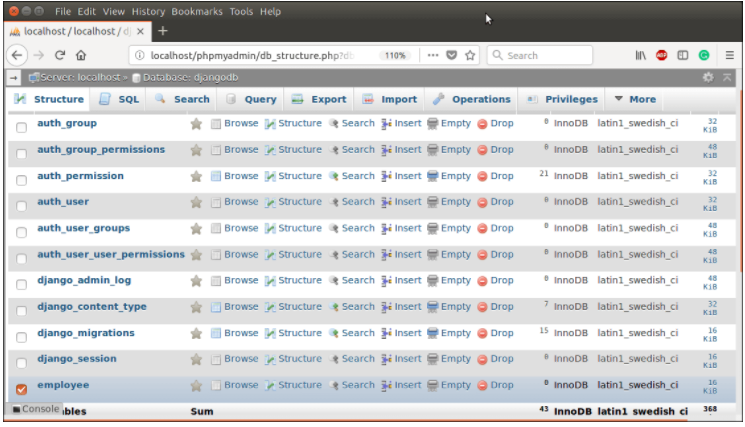 File Edit View History Bookmarks Tools Help
localhost / localhost / dj × +
localhost/phpmyadmin/db_structure.php?db 110% ... Search
Server: localhost » Database: djangodb
Structure SQL Search Query Export Import Operations Privileges More
auth_group Browse Structure Search Insert Empty Drop 0 InnoDB latin1_swedish_ci 32 KiB
auth_group_permissions Browse Structure Search Insert Empty Drop 0 InnoDB latin1_swedish_ci 48 KiB
auth_permission Browse Structure Search Insert Empty Drop 21 InnoDB latin1_swedish_ci 32 KiB
auth_user Browse Structure Search Insert Empty Drop 0 InnoDB latin1_swedish_ci 32 KiB
auth_user_groups Browse Structure Search Insert Empty Drop 0 InnoDB latin1_swedish_ci 48 KiB
auth_user_user_permissions Browse Structure Search Insert Empty Drop 0 InnoDB latin1_swedish_ci 48 KiB
django_admin_log Browse Structure Search Insert Empty Drop 0 InnoDB latin1_swedish_ci 48 KiB
django_content_type Browse Structure Search Insert Empty Drop 7 InnoDB latin1_swedish_ci 32 KiB
django_migrations Browse Structure Search Insert Empty Drop 15 InnoDB latin1_swedish_ci 16 KiB
django_session Browse Structure Search Insert Empty Drop 0 InnoDB latin1_swedish_ci 16 KiB
employee Browse Structure Search Insert Empty Drop 0 InnoDB latin1_swedish_ci 16 KiB
Console bles Sum 43 InnoDB latin1_swedish_ci 368